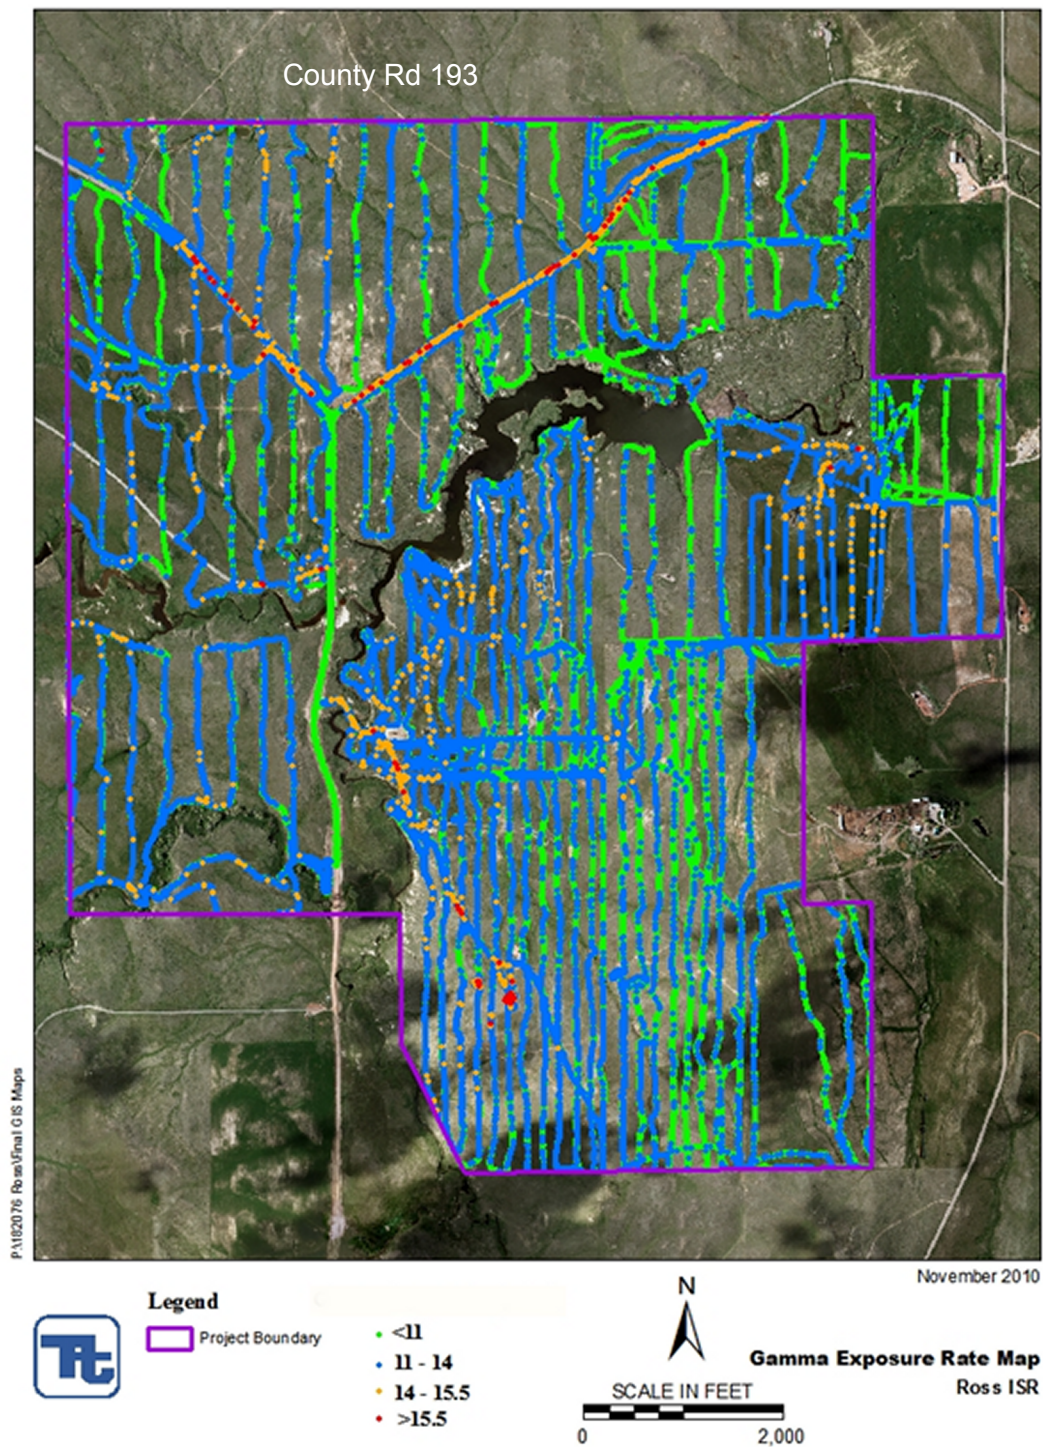 County Rd 193
P:\182076 Ross\Final GIS Maps
November 2010
Legend
Project Boundary
<11
11 - 14
14 - 15.5
>15.5
N
SCALE IN FEET
0 2,000
Gamma Exposure Rate Map
Ross ISR